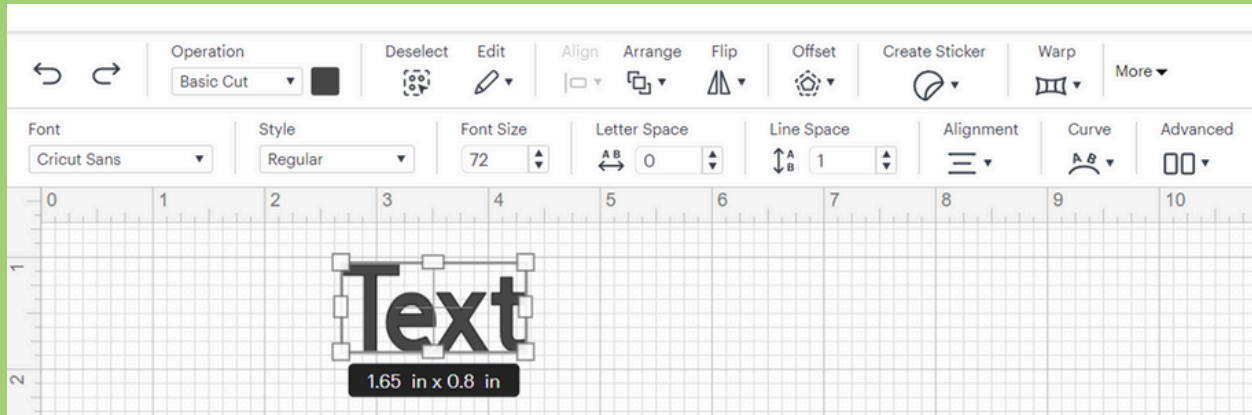 Operation Deselect Edit Align Arrange Flip Offset Create Sticker Warp
Basic Cut More
Font Style Font Size Letter Space Line Space Alignment Curve Advanced
Cricut Sans Regular 72 A B 0 A B 1 A B
0 1 2 3 4 5 6 7 8 9 10
1
Text
2
1.65 in x 0.8 in